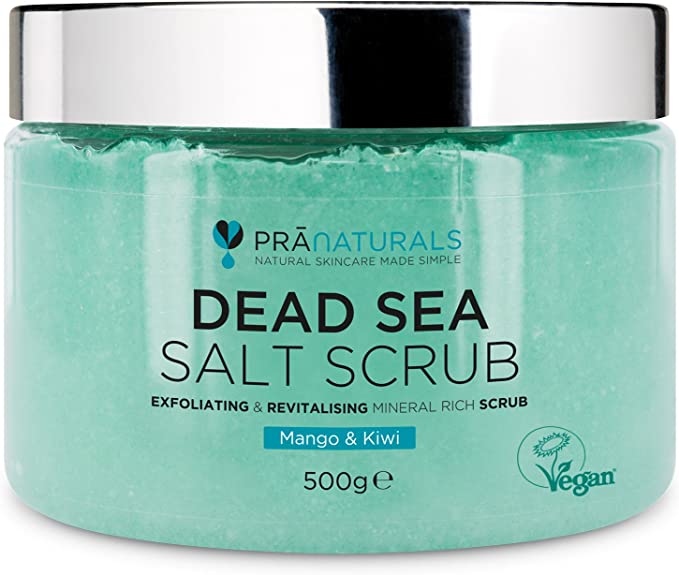 PRĀNATURALS
NATURAL SKINCARE MADE SIMPLE
DEAD SEA
SALT SCRUB
EXFOLIATING & REVITALISING MINERAL RICH SCRUB
Mango & Kiwi
500g℮
Vegan